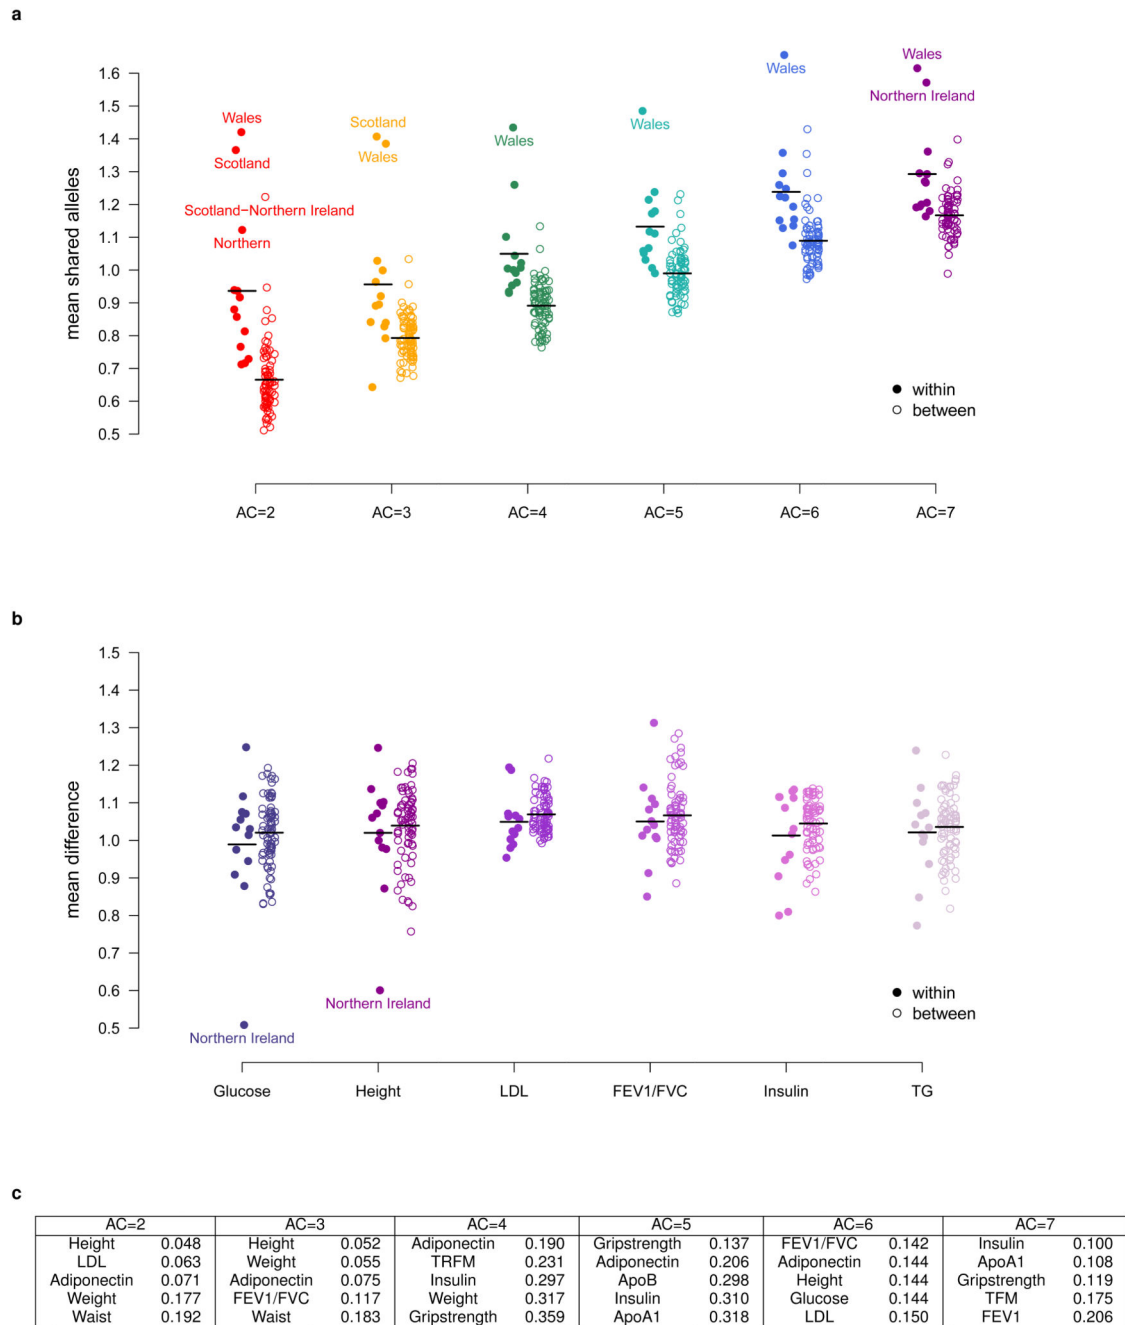 a
mean shared alleles
1.6
1.5
1.4
1.3
1.2
1.1
1.0
0.9
0.8
0.7
0.6
0.5
Wales
Scotland
Scotland−Northern Ireland
Northern
Scotland
Wales
Wales
Wales
Wales
Wales
Northern Ireland
within
between
AC=2 AC=3 AC=4 AC=5 AC=6 AC=7
b
mean difference
1.5
1.4
1.3
1.2
1.1
1.0
0.9
0.8
0.7
0.6
0.5
Northern Ireland
Northern Ireland
within
between
Glucose Height LDL FEV1/FVC Insulin TG
c
AC=2 AC=3 AC=4 AC=5 AC=6 AC=7
Height 0.048 Height 0.052 Adiponectin 0.190 Gripstrength 0.137 FEV1/FVC 0.142 Insulin 0.100
LDL 0.063 Weight 0.055 TRFM 0.231 Adiponectin 0.206 Adiponectin 0.144 ApoA1 0.108
Adiponectin 0.071 Adiponectin 0.075 Insulin 0.297 ApoB 0.298 Height 0.144 Gripstrength 0.119
Weight 0.177 FEV1/FVC 0.117 Weight 0.317 Insulin 0.310 Glucose 0.144 TFM 0.175
Waist 0.192 Waist 0.183 Gripstrength 0.359 ApoA1 0.318 LDL 0.150 FEV1 0.206